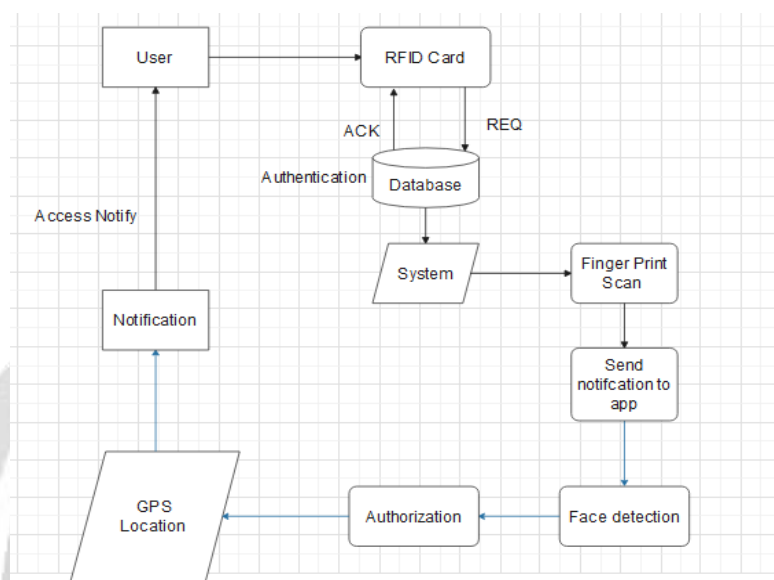 User
RFID Card
ACK
REQ
Authentication
Database
Access Notify
System
Finger Print
Scan
Notification
Send
notifcation to
app
GPS
Location
Authorization
Face detection